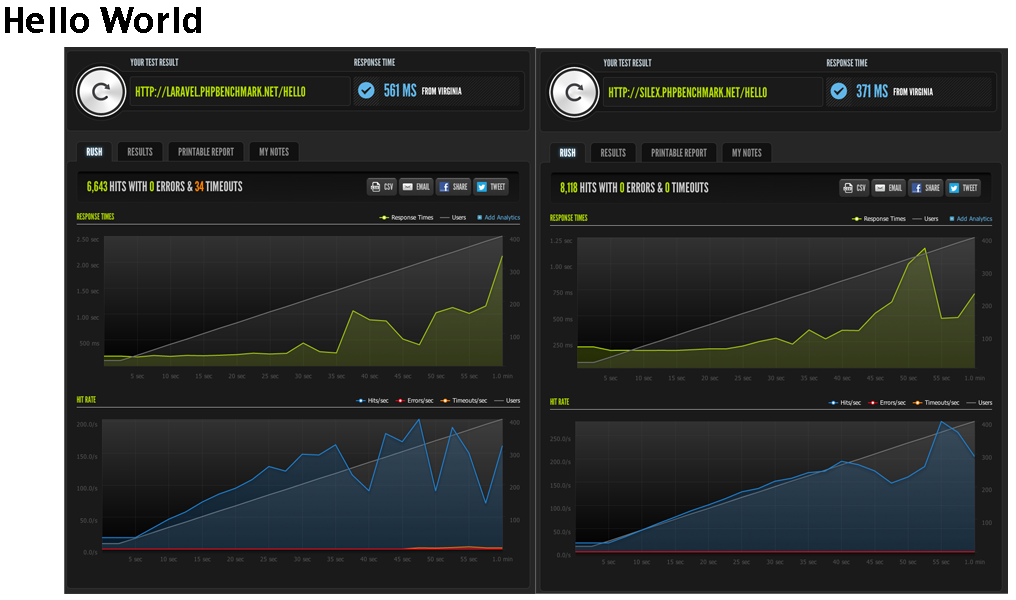 Hello World
YOUR TEST RESULT
RESPONSE TIME
HTTP://LARAVEL.PHPBENCHMARK.NET/HELLO
561 MS FROM VIRGINIA
RUSH RESULTS PRINTABLE REPORT MY NOTES
6,643 HITS WITH 0 ERRORS & 34 TIMEOUTS
CSV EMAIL SHARE TWEET
RESPONSE TIMES
Response Times Users Add Analytics
2.50 sec
2.00 sec
1.50 sec
1.00 sec
500 ms
400
300
200
100
5 sec 10 sec 15 sec 20 sec 25 sec 30 sec 35 sec 40 sec 45 sec 50 sec 55 sec 1.0 min
HIT RATE
Hits/sec Errors/sec Timeouts/sec Users
200.0/s
150.0/s
100.0/s
50.0/s
0.0/s
400
300
200
100
5 sec 10 sec 15 sec 20 sec 25 sec 30 sec 35 sec 40 sec 45 sec 50 sec 55 sec 1.0 min
YOUR TEST RESULT
RESPONSE TIME
HTTP://SILEX.PHPBENCHMARK.NET/HELLO
371 MS FROM VIRGINIA
RUSH RESULTS PRINTABLE REPORT MY NOTES
8,118 HITS WITH 0 ERRORS & 0 TIMEOUTS
CSV EMAIL SHARE TWEET
RESPONSE TIMES
Response Times Users Add Analytics
1.25 sec
1.00 sec
750 ms
500 ms
250 ms
400
300
200
100
5 sec 10 sec 15 sec 20 sec 25 sec 30 sec 35 sec 40 sec 45 sec 50 sec 55 sec 1.0 min
HIT RATE
Hits/sec Errors/sec Timeouts/sec Users
250.0/s
200.0/s
150.0/s
100.0/s
50.0/s
0.0/s
400
300
200
100
5 sec 10 sec 15 sec 20 sec 25 sec 30 sec 35 sec 40 sec 45 sec 50 sec 55 sec 1.0 min